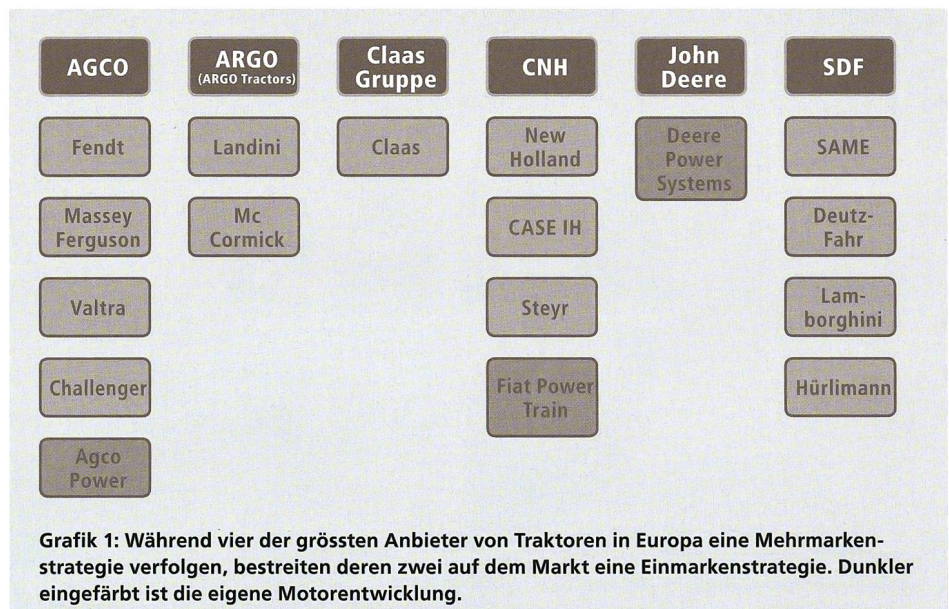 AGCO
ARGO
(ARGO Tractors)
Claas
Gruppe
CNH
John
Deere
SDF
Fendt
Landini
Claas
New
Holland
Deere
Power
Systems
SAME
Massey
Ferguson
Mc
Cormick
CASE IH
Deutz-
Fahr
Valtra
Steyr
Lam-
borghini
Challenger
Fiat Power
Train
Hürlimann
Agco
Power
Grafik 1: Während vier der grössten Anbieter von Traktoren in Europa eine Mehrmarken-
strategie verfolgen, bestreiten deren zwei auf dem Markt eine Einmarkenstrategie. Dunkler
eingefärbt ist die eigene Motorentwicklung.